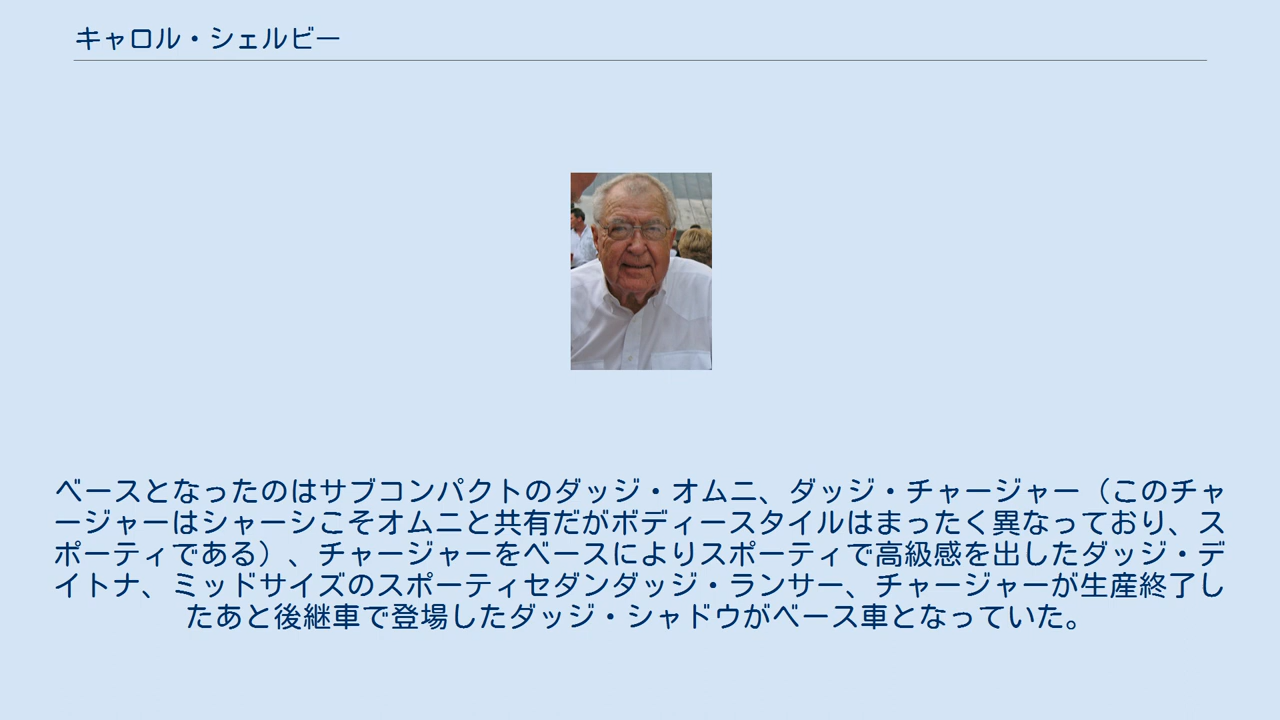 キャロル・シェルビー
ベースとなったのはサブコンパクトのダッジ・オムニ、ダッジ・チャージャー（このチャ
ージャーはシャーシこそオムニと共有だがボディースタイルはまったく異なっており、ス
ポーティである）、チャージャーをベースによりスポーティで高級感を出したダッジ・デ
イトナ、ミッドサイズのスポーティセダンダッジ・ランサー、チャージャーが生産終了し
たあと後継車で登場したダッジ・シャドウがベース車となっていた。